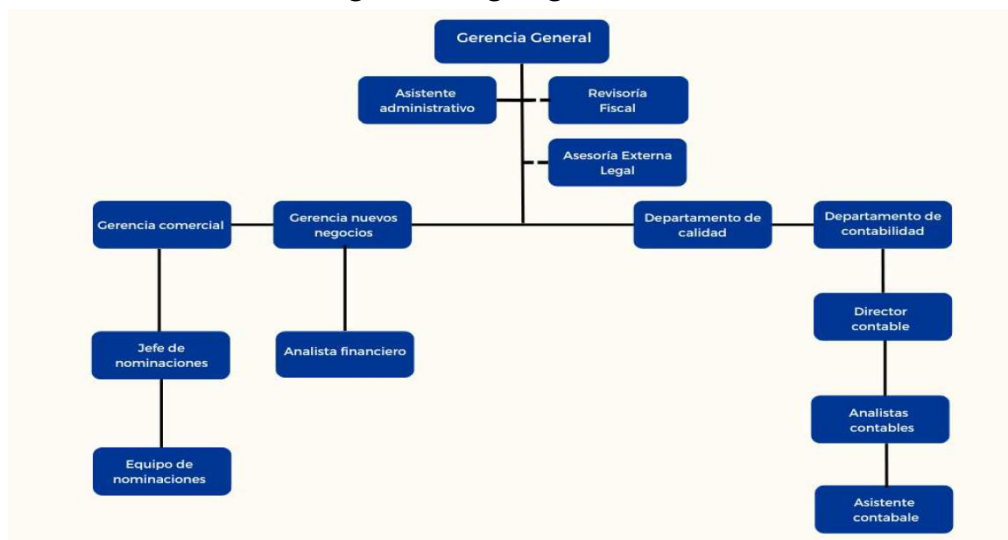 Gerencia General
Asistente
administrativo
Revisoría
Fiscal
Asesoría Externa
Legal
Gerencia comercial
Gerencia nuevos
negocios
Departamento de
calidad
Departamento de
contabilidad
Director
contable
Jefe de
nominaciones
Analista financiero
Analistas
contables
Equipo de
nominaciones
Asistente
contabale